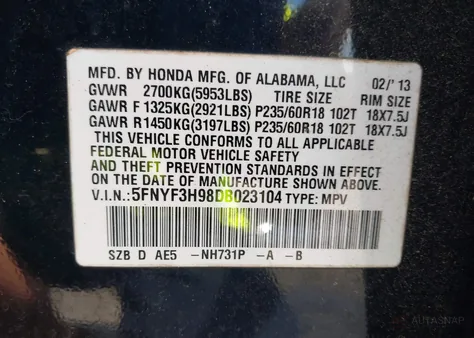 MFD. BY HONDA MFG. OF ALABAMA, LLC 02/'13
GVWR 2700KG(5953LBS) TIRE SIZE RIM SIZE
GAWR F 1325KG(2921LBS) P235/60R18 102T 18X7.5J
GAWR R1450KG(3197LBS) P235/60R18 102T 18X7.5J
THIS VEHICLE CONFORMS TO ALL APPLICABLE
FEDERAL MOTOR VEHICLE SAFETY
AND THEFT PREVENTION STANDARDS IN EFFECT
ON THE DATE OF MANUFACTURE SHOWN ABOVE.
V.I.N.: 5FNYF3H98DB023104 TYPE: MPV
SZB D AE5 -NH731P -A -B
AUTOSNAP